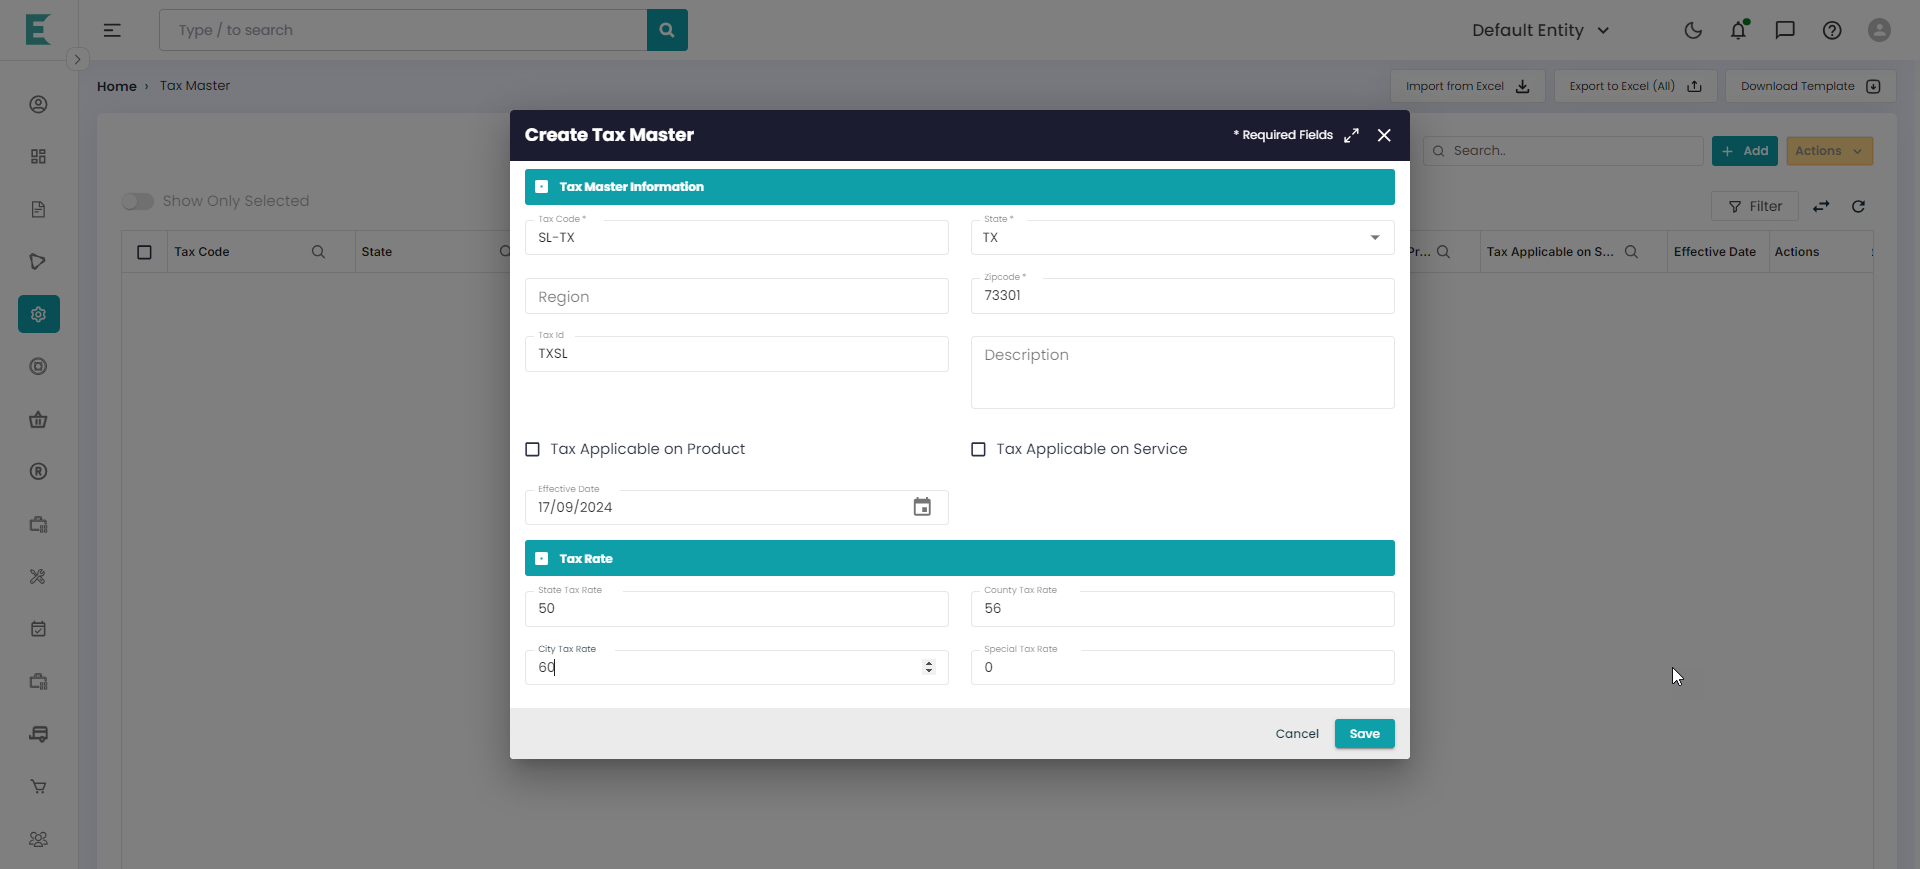 Type / to search
Default Entity
Home › Tax Master
Import from Excel
Export to Excel (All)
Download Template
Create Tax Master
* Required Fields
Search..
Add
Actions
Show Only Selected
Filter
Tax Code
State
Pr...
Tax Applicable on S...
Effective Date
Actions
Tax Master Information
Tax Code *
SL-TX
State *
TX
Region
Zipcode *
73301
Tax Id
TXSL
Description
Tax Applicable on Product
Tax Applicable on Service
Effective Date
17/09/2024
Tax Rate
State Tax Rate
50
County Tax Rate
56
City Tax Rate
60
Special Tax Rate
0
Cancel
Save